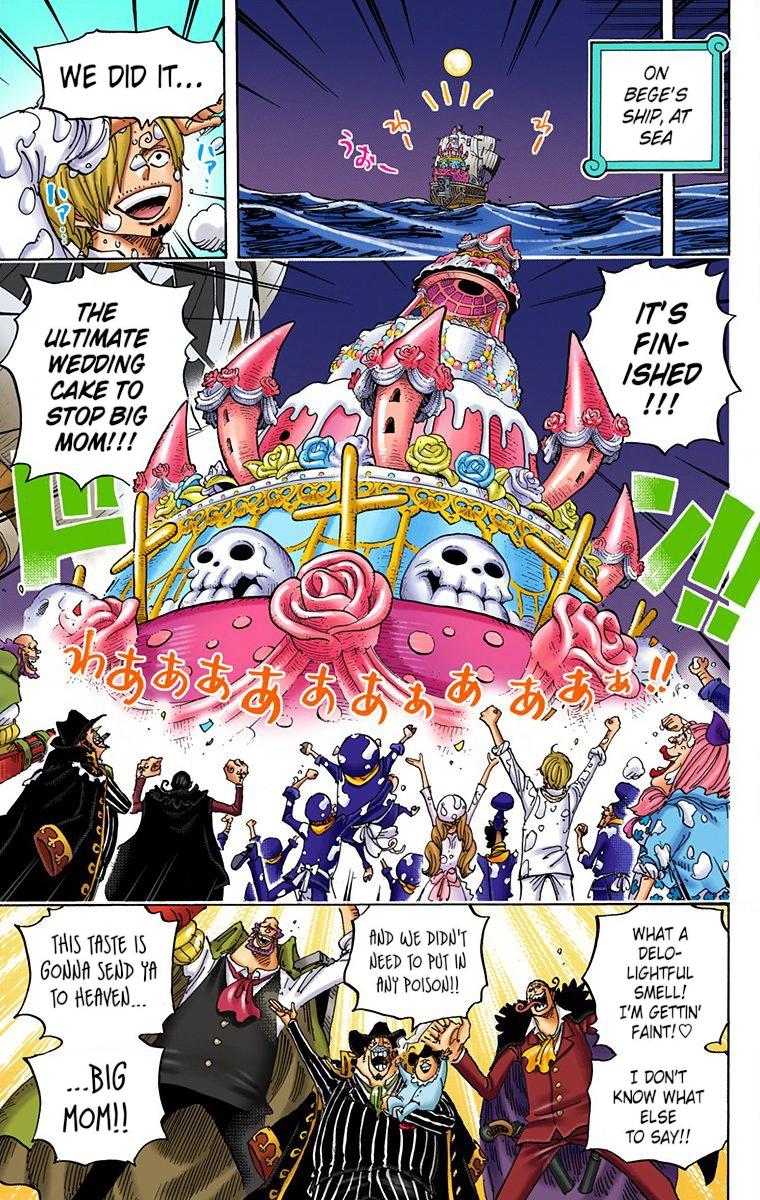 ON
BEGE'S
SHIP, AT
SEA
わー
わー
うおー
WE DID IT...
ハァ…
ハァ…
IT'S
FIN-
ISHED
!!!
THE
ULTIMATE
WEDDING
CAKE TO
STOP BIG
MOM!!!
ドン!!
わあああああああああぁ!!
WHAT A
DELO-
LIGHTFUL
SMELL!
I'M GETTIN'
FAINT!♡
I DON'T
KNOW WHAT
ELSE
TO SAY!!
AND WE DIDN'T
NEED TO PUT IN
ANY POISON!!
THIS TASTE IS
GONNA SEND YA
TO HEAVEN...
...BIG
MOM!!